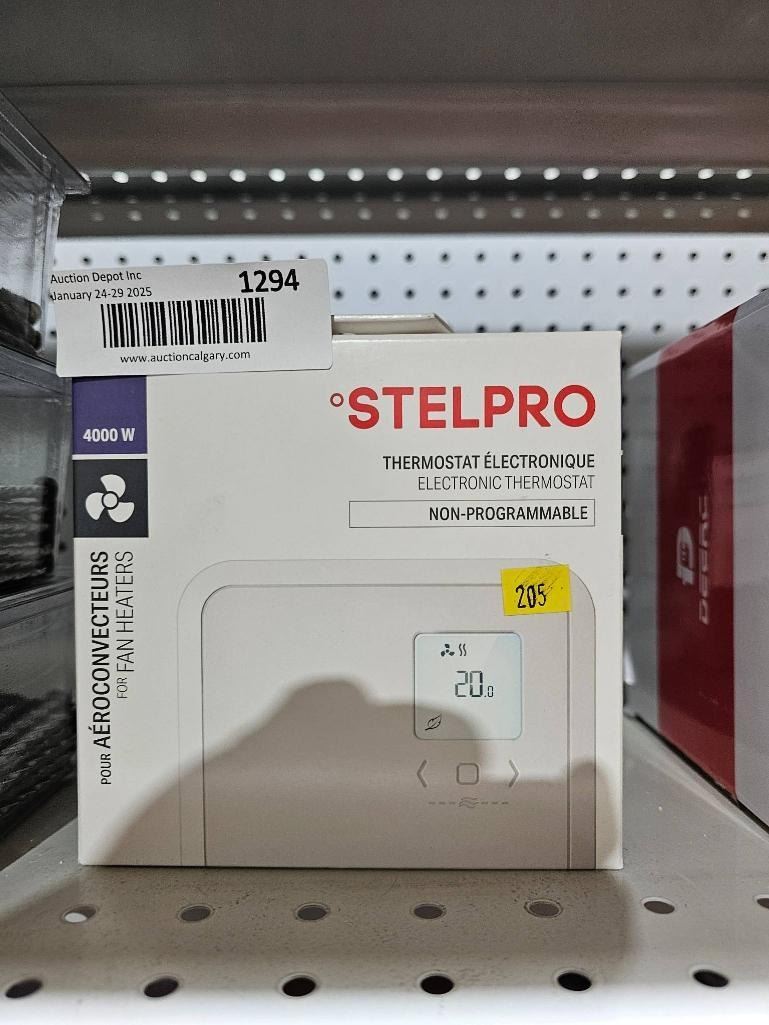 Auction Depot Inc
1294
January 24-29 2025
www.auctioncalgary.com
°STELPRO
4000 W
THERMOSTAT ÉLECTRONIQUE
ELECTRONIC THERMOSTAT
NON-PROGRAMMABLE
POUR AÉROCONVECTEURS
FOR FAN HEATERS
205
20.0
DEERC